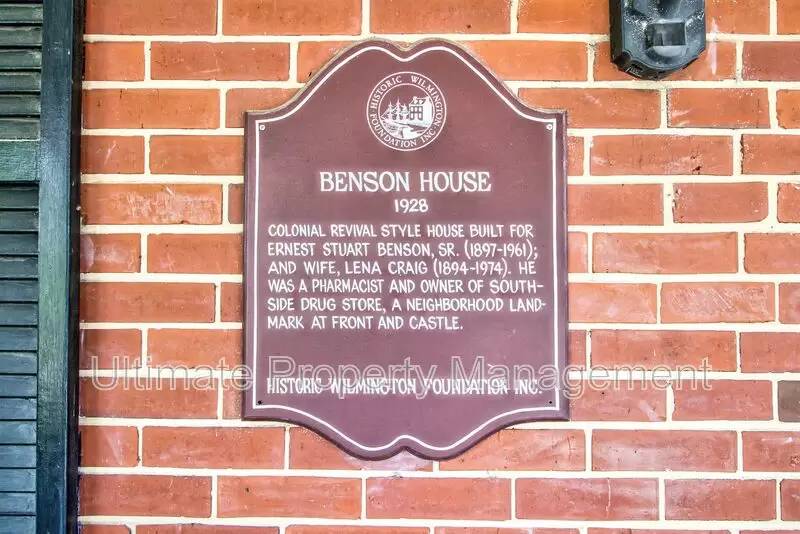 HISTORIC WILMINGTON
FOUNDATION INC.
BENSON HOUSE
1928
COLONIAL REVIVAL STYLE HOUSE BUILT FOR
ERNEST STUART BENSON, SR. (1897-1961);
AND WIFE, LENA CRAIG (1894-1974). HE
WAS A PHARMACIST AND OWNER OF SOUTH-
SIDE DRUG STORE, A NEIGHBORHOOD LAND-
MARK AT FRONT AND CASTLE.
Ultimate Property Management
HISTORIC WILMINGTON FOUNDATION INC.